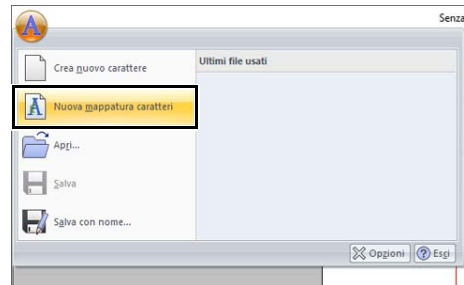 Senza
Crea nuovo carattere
Ultimi file usati
Nuova mappatura caratteri
Apri...
Salva
Salva con nome...
Opzioni
Esci